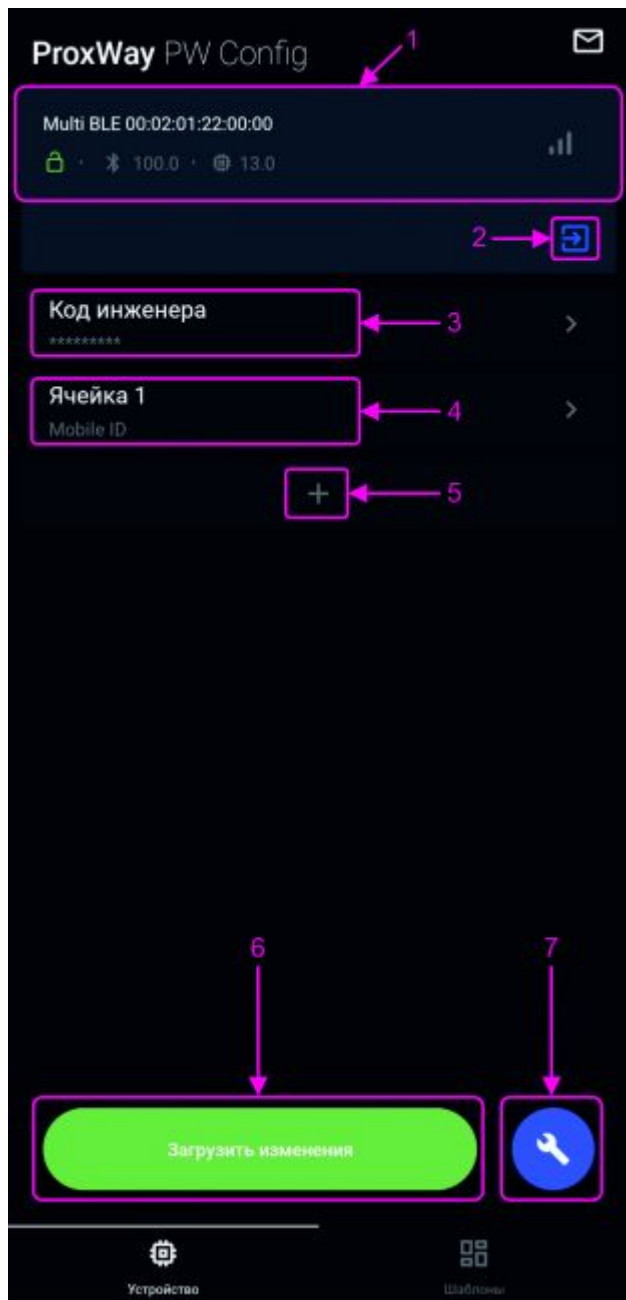 ProxWay PW Config
1
Multi BLE 00:02:01:22:00:00
100.0 · 13.0
2
Код инженера
*********
3
Ячейка 1
Mobile ID
4
+
5
6
7
Загрузить изменения
Устройство
Шаблоны